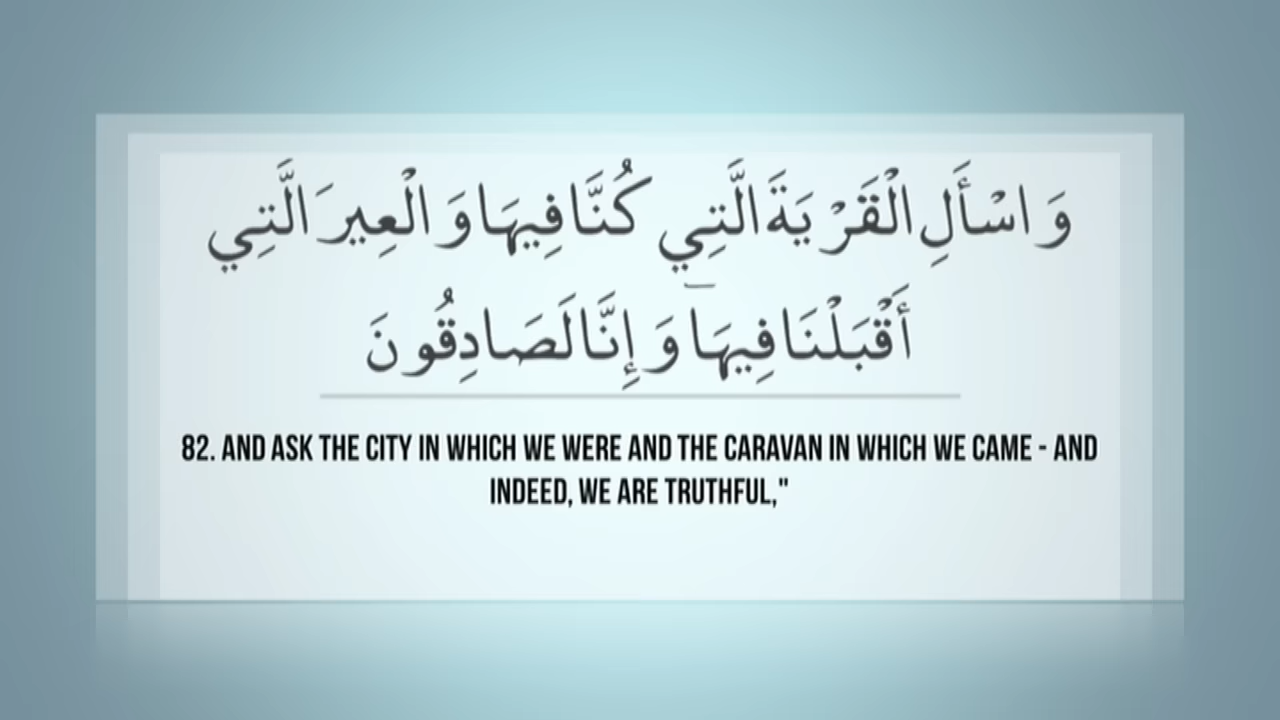 وَاسْأَلِ الْقَرْيَةَ الَّتِي كُنَّا فِيهَا وَالْعِيرَ الَّتِي
أَقْبَلْنَا فِيهَا ۖ وَإِنَّا لَصَادِقُونَ
82. AND ASK THE CITY IN WHICH WE WERE AND THE CARAVAN IN WHICH WE CAME - AND
INDEED, WE ARE TRUTHFUL,"